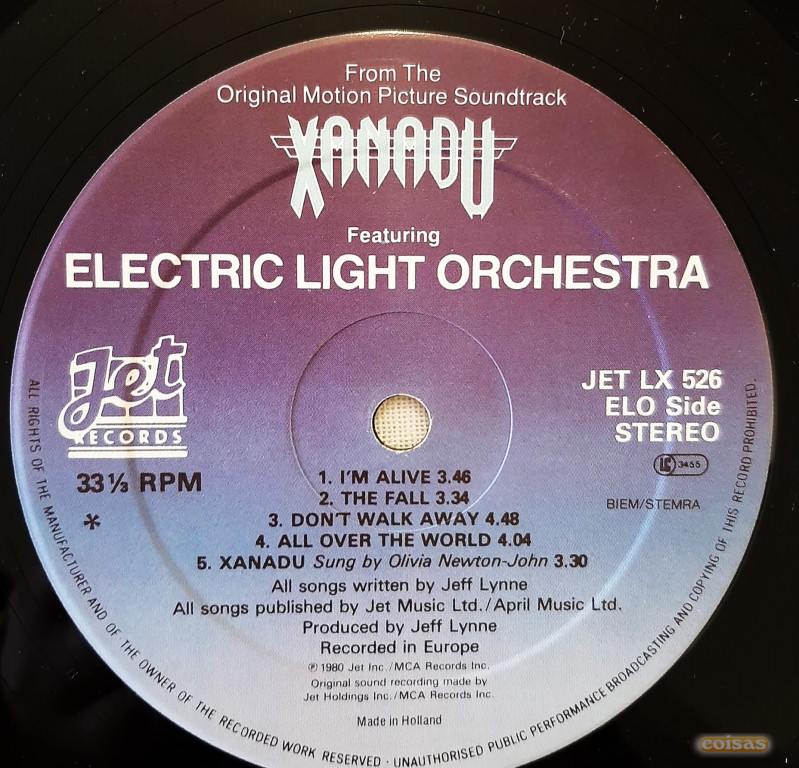 From The
Original Motion Picture Soundtrack
XANADU
Featuring
ELECTRIC LIGHT ORCHESTRA
Jet
RECORDS
33⅓ RPM
*
JET LX 526
ELO Side
STEREO
LC 3455
BIEM/STEMRA
1. I'M ALIVE 3.46
2. THE FALL 3.34
3. DON'T WALK AWAY 4.48
4. ALL OVER THE WORLD 4.04
5. XANADU Sung by Olivia Newton-John 3.30
All songs written by Jeff Lynne
All songs published by Jet Music Ltd./April Music Ltd.
Produced by Jeff Lynne
Recorded in Europe
℗ 1980 Jet Inc./MCA Records Inc.
Original sound recording made by
Jet Holdings Inc./MCA Records Inc.
Made in Holland
ALL RIGHTS OF THE MANUFACTURER AND OF THE OWNER OF THE RECORDED WORK RESERVED · UNAUTHORISED PUBLIC PERFORMANCE BROADCASTING AND COPYING OF THIS RECORD PROHIBITED.
coisas